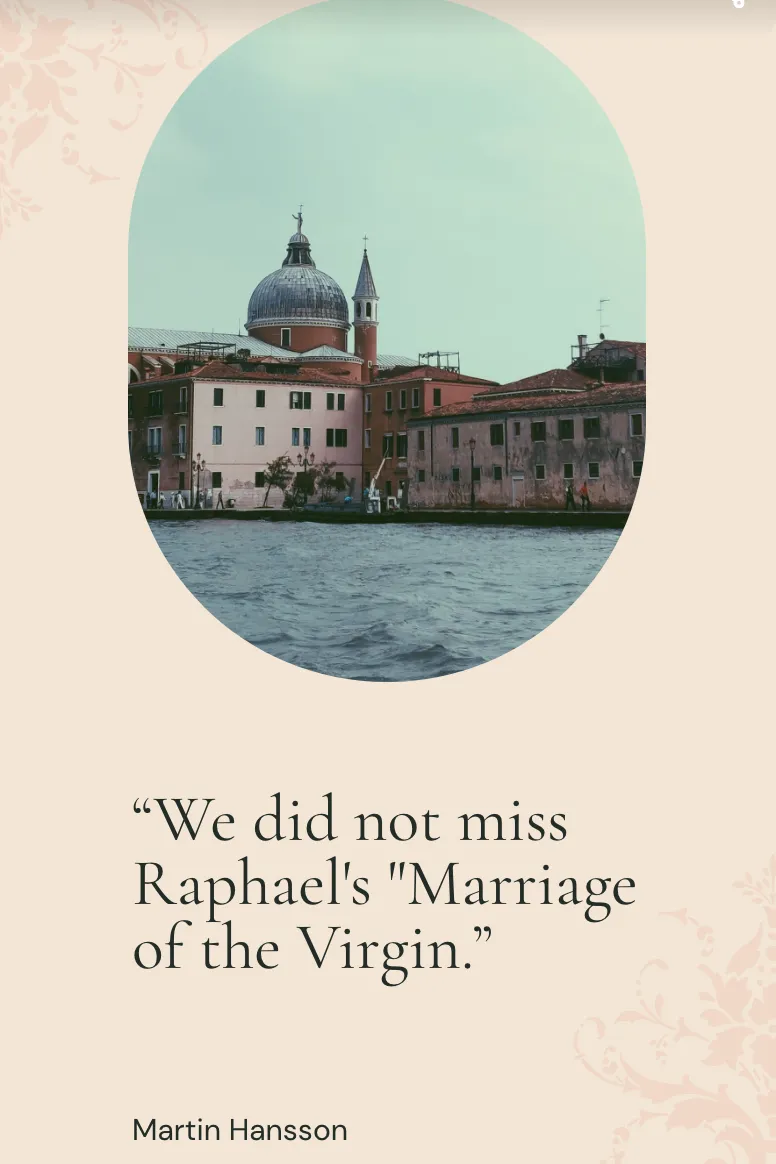 “We did not miss
Raphael's "Marriage
of the Virgin.”
Martin Hansson